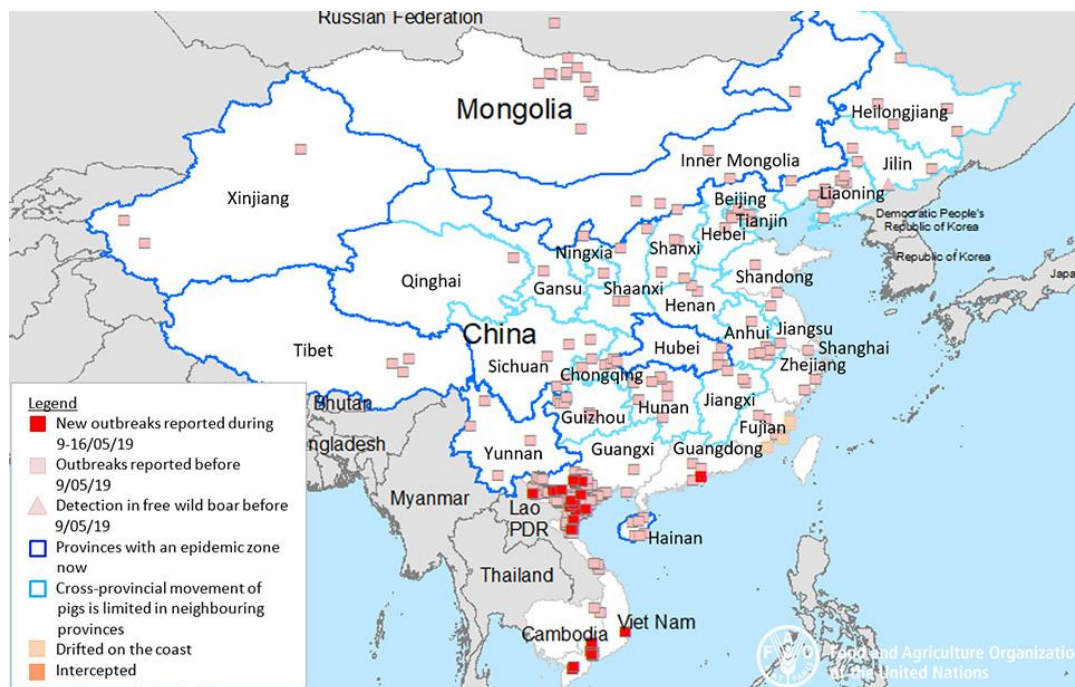 Russian Federation
Mongolia
Heilongjiang
Jilin
Inner Mongolia
Xinjiang
Liaoning
Beijing
Tianjin
Democratic People's
Republic of Korea
Hebei
Ningxia
Shanxi
Republic of Korea
Japa
Qinghai
Gansu
Shaanxi
Shandong
Henan
China
Anhui
Jiangsu
Tibet
Hubei
Shanghai
Sichuan
Zhejiang
Chongqing
Bhutan
Guizhou
Hunan
Jiangxi
Fujian
ngladesh
Yunnan
Guangxi
Guangdong
Myanmar
Lao
PDR
Hainan
Thailand
Cambodia
Viet Nam
Legend
New outbreaks reported during
9-16/05/19
Outbreaks reported before
9/05/19
Detection in free wild boar before
9/05/19
Provinces with an epidemic zone
now
Cross-provincial movement of
pigs is limited in neighbouring
provinces
Drifted on the coast
Intercepted
Food and Agriculture Organizatio
of the United Nations